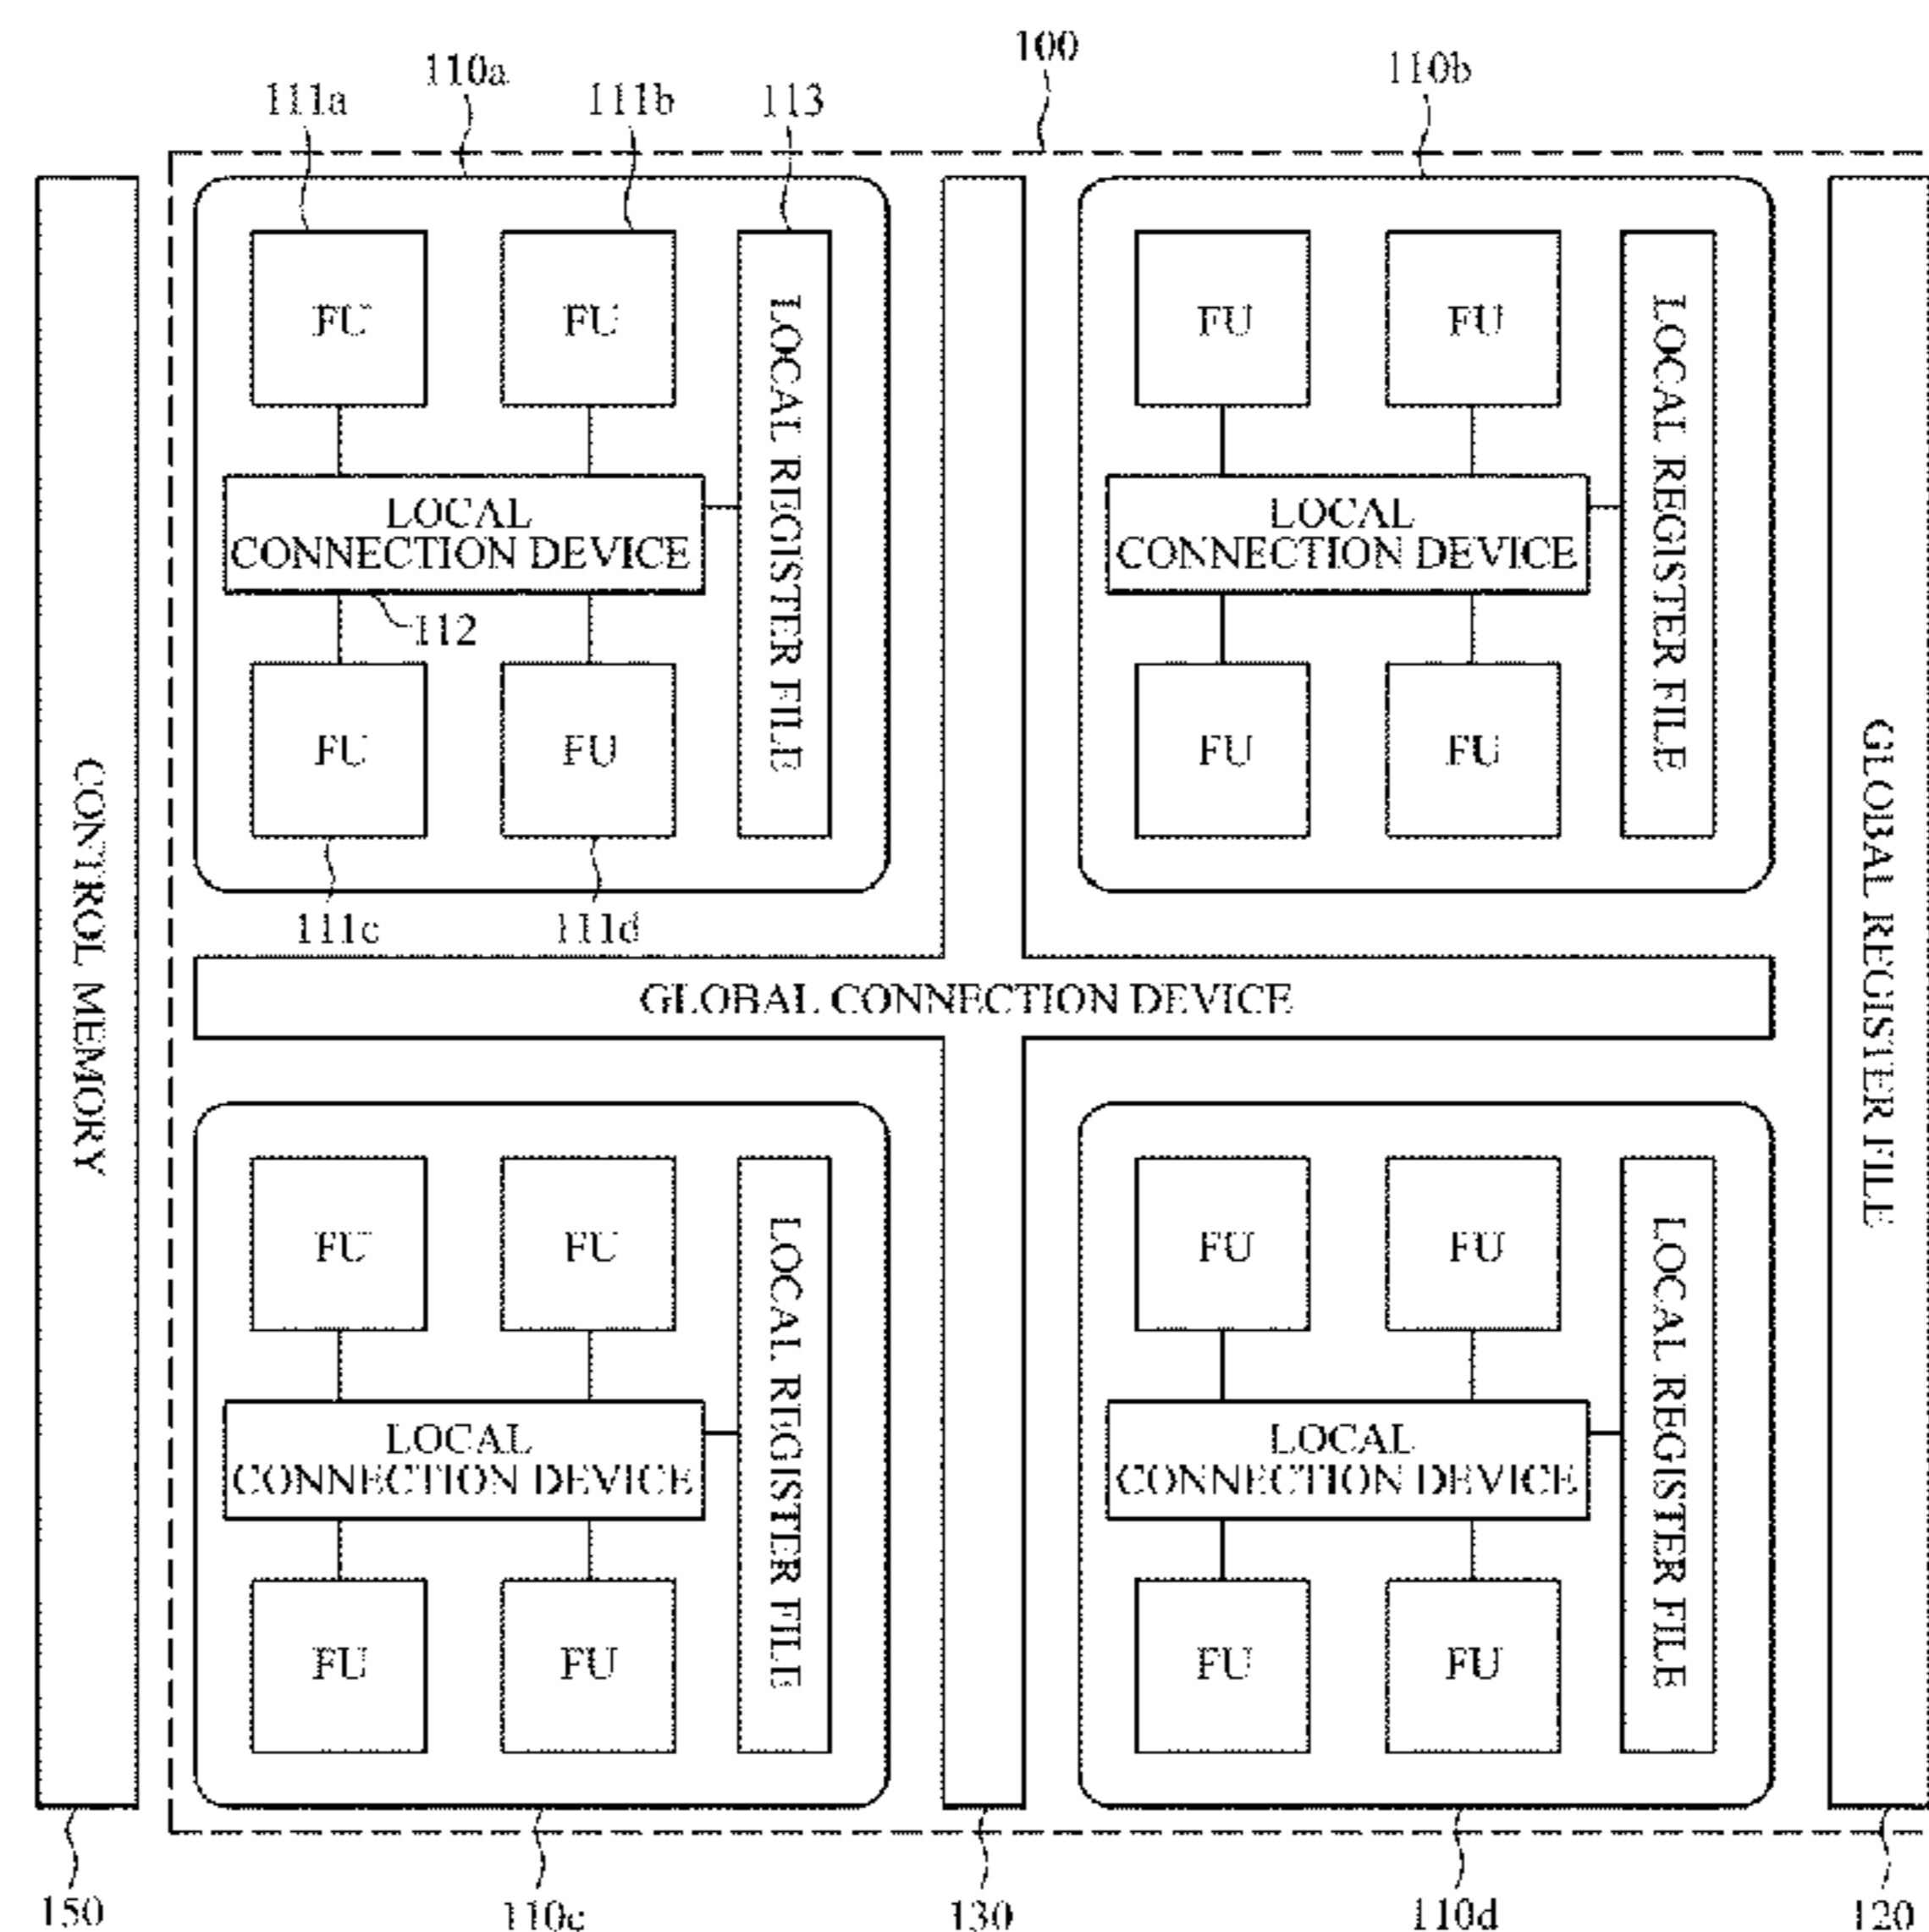 100
110a
110b
111a
111b
113
FU
FU
LOCAL REGISTER FILE
LOCAL
CONNECTION DEVICE
112
FU
FU
111c
111d
FU
FU
LOCAL REGISTER FILE
LOCAL
CONNECTION DEVICE
FU
FU
CONTROL MEMORY
GLOBAL CONNECTION DEVICE
GLOBAL REGISTER FILE
FU
FU
LOCAL REGISTER FILE
LOCAL
CONNECTION DEVICE
FU
FU
FU
FU
LOCAL REGISTER FILE
LOCAL
CONNECTION DEVICE
FU
FU
150
110c
130
110d
120